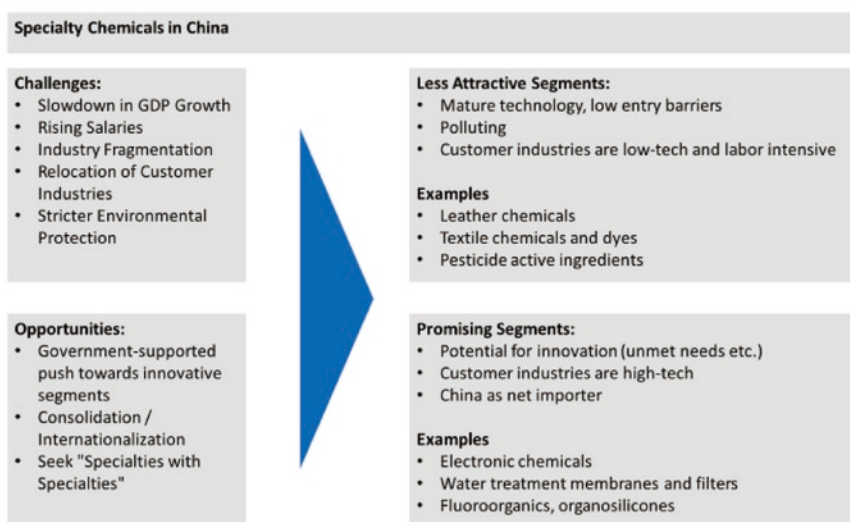 Specialty Chemicals in China
Challenges:
• Slowdown in GDP Growth
• Rising Salaries
• Industry Fragmentation
• Relocation of Customer
Industries
• Stricter Environmental
Protection
Opportunities:
• Government-supported
push towards innovative
segments
• Consolidation /
Internationalization
• Seek "Specialties with
Specialties"
Less Attractive Segments:
• Mature technology, low entry barriers
• Polluting
• Customer industries are low-tech and labor intensive
Examples
• Leather chemicals
• Textile chemicals and dyes
• Pesticide active ingredients
Promising Segments:
• Potential for innovation (unmet needs etc.)
• Customer industries are high-tech
• China as net importer
Examples
• Electronic chemicals
• Water treatment membranes and filters
• Fluoroorganics, organosilicones